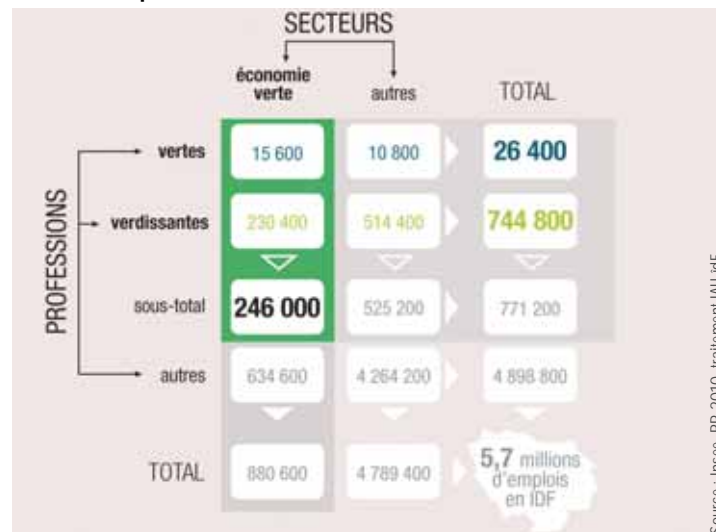 SECTEURS
économie
verte
autres
TOTAL
PROFESSIONS
vertes
15 600
10 800
26 400
verdissantes
230 400
514 400
744 800
sous-total
246 000
525 200
771 200
autres
634 600
4 264 200
4 898 800
TOTAL
880 600
4 789 400
5,7 millions
d'emplois
en IDF
Source : Insee, RP 2010, traitement IAU îdF